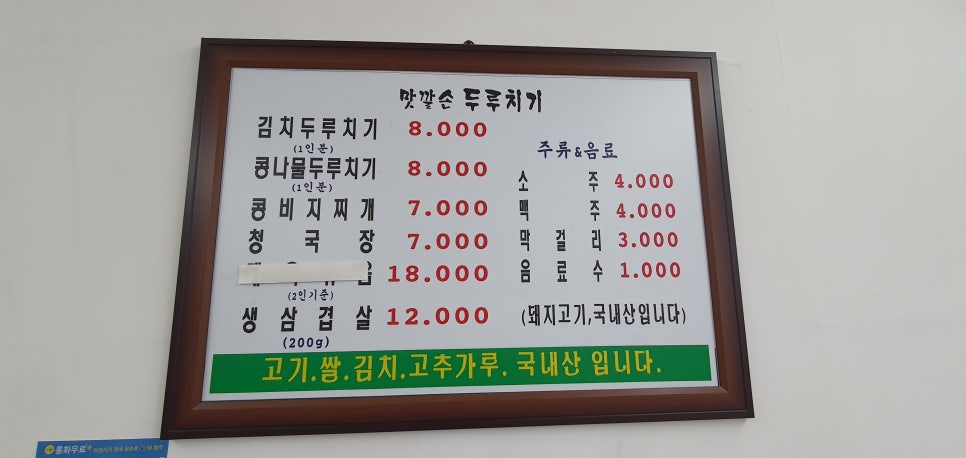 맛깔손 두루치기
김치두루치기 8.000
(1인분)
콩나물두루치기 8.000
(1인분)
콩비지찌개 7.000
청국장 7.000
18.000
(2인기준)
생삼겹살 12.000
(200g)
주류&음료
소주 4.000
맥주 4.000
막걸리 3.000
음료수 1.000
(돼지고기,국내산입니다)
고기.쌀.김치.고추가루. 국내산 입니다.
통화무료